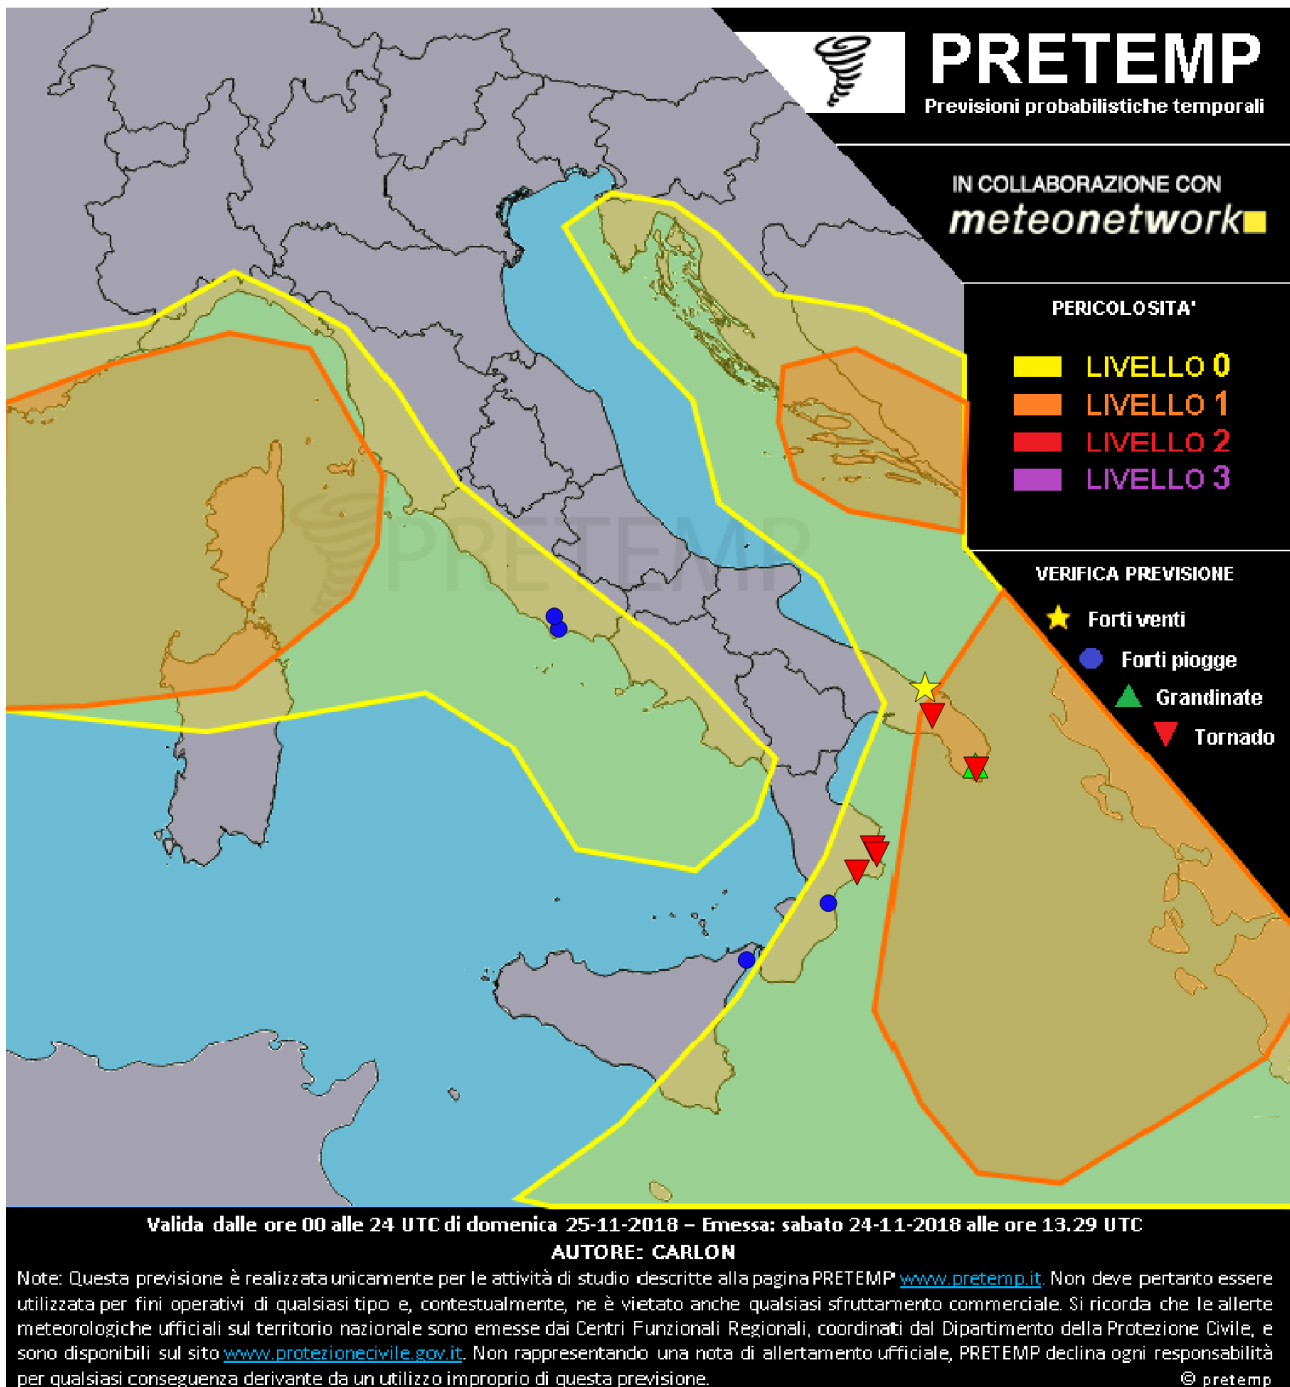 PRETEMP
Previsioni probabilistiche temporali
IN COLLABORAZIONE CON
meteonetwork
PERICOLOSITA'
LIVELLO 0
LIVELLO 1
LIVELLO 2
LIVELLO 3
PRETEMP
VERIFICA PREVISIONE
Forti venti
Forti piogge
Grandinate
Tornado
Valida dalle ore 00 alle 24 UTC di domenica 25-11-2018 – Emessa: sabato 24-11-2018 alle ore 13.29 UTC
AUTORE: CARLON
Note: Questa previsione è realizzata unicamente per le attività di studio descritte alla pagina PRETEMP www.pretemp.it. Non deve pertanto essere
utilizzata per fini operativi di qualsiasi tipo e, contestualmente, ne è vietato anche qualsiasi sfruttamento commerciale. Si ricorda che le allerte
meteorologiche ufficiali sul territorio nazionale sono emesse dai Centri Funzionali Regionali, coordinati dal Dipartimento della Protezione Civile, e
sono disponibili sul sito www.protezionecivile.gov.it. Non rappresentando una nota di allertamento ufficiale, PRETEMP declina ogni responsabilità
per qualsiasi conseguenza derivante da un utilizzo improprio di questa previsione.
© pretemp